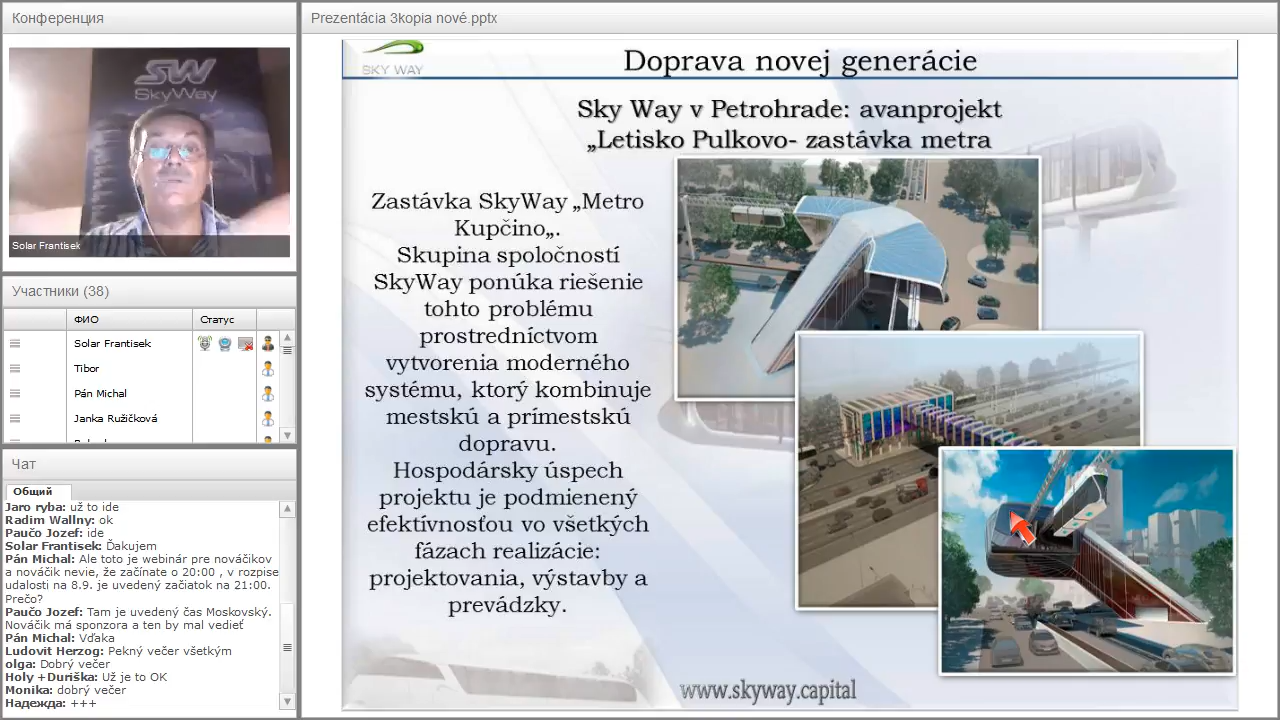 Конференция
SW
SkyWay
Solar Frantisek
Участники (38)
ФИО
Статус
Solar Frantisek
Tibor
Pán Michal
Janka Ružičková
Чат
Общий
Jaro ryba: už to ide
Radim Wallny: ok
Paučo Jozef: ide
Solar Frantisek: Ďakujem
Pán Michal: Ale toto je webinár pre nováčikov
a nováčik nevie, že začínate o 20:00 , v rozpise
udalosti na 8.9. je uvedený začiatok na 21:00.
Prečo?
Paučo Jozef: Tam je uvedený čas Moskovský.
Nováčik má sponzora a ten by mal vedieť
Pán Michal: Vďaka
Ludovit Herzog: Pekný večer všetkým
olga: Dobrý večer
Holy +Duriška: Už je to OK
Monika: dobrý večer
Надежда: +++
Prezentácia 3kopia nové.pptx
SKY WAY
Doprava novej generácie
Sky Way v Petrohrade: avanprojekt
„Letisko Pulkovo- zastávka metra
Zastávka SkyWay „Metro
Kupčino„.
Skupina spoločností
SkyWay ponúka riešenie
tohto problému
prostredníctvom
vytvorenia moderného
systému, ktorý kombinuje
mestskú a prímestskú
dopravu.
Hospodársky úspech
projektu je podmienený
efektívnosťou vo všetkých
fázach realizácie:
projektovania, výstavby a
prevádzky.
www.skyway.capital